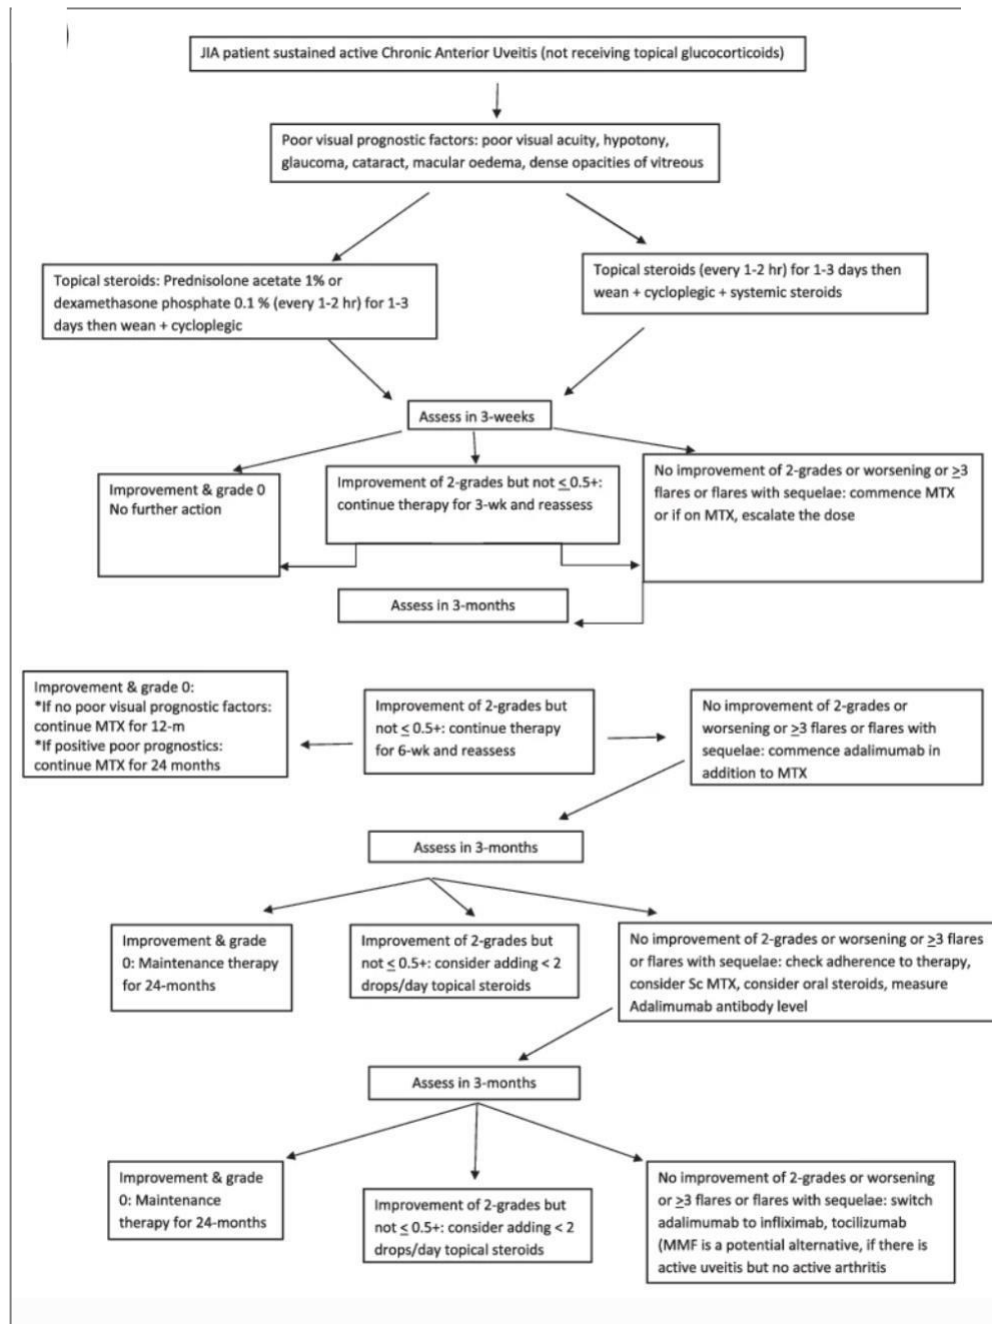 JIA patient sustained active Chronic Anterior Uveitis (not receiving topical glucocorticoids)
Poor visual prognostic factors: poor visual acuity, hypotony,
glaucoma, cataract, macular oedema, dense opacities of vitreous
Topical steroids: Prednisolone acetate 1% or
dexamethasone phosphate 0.1 % (every 1-2 hr) for 1-3
days then wean + cycloplegic
Topical steroids (every 1-2 hr) for 1-3 days then
wean + cycloplegic + systemic steroids
Assess in 3-weeks
Improvement & grade 0
No further action
Improvement of 2-grades but not ≤0.5+:
continue therapy for 3-wk and reassess
No improvement of 2-grades or worsening or ≥3
flares or flares with sequelae: commence MTX
or if on MTX, escalate the dose
Assess in 3-months
Improvement & grade 0:
*If no poor visual prognostic factors:
continue MTX for 12-m
*If positive poor prognostics:
continue MTX for 24 months
Improvement of 2-grades but
not ≤ 0.5+: continue therapy
for 6-wk and reassess
No improvement of 2-grades or
worsening or ≥3 flares or flares with
sequelae: commence adalimumab in
addition to MTX
Assess in 3-months
Improvement & grade
0: Maintenance therapy
for 24-months
Improvement of 2-grades but
not ≤ 0.5+: consider adding < 2
drops/day topical steroids
No improvement of 2-grades or worsening or ≥3 flares
or flares with sequelae: check adherence to therapy,
consider Sc MTX, consider oral steroids, measure
Adalimumab antibody level
Assess in 3-months
Improvement & grade
0: Maintenance
therapy for 24-months
Improvement of 2-grades but
not ≤ 0.5+: consider adding < 2
drops/day topical steroids
No improvement of 2-grades or worsening
or ≥3 flares or flares with sequelae: switch
adalimumab to infliximab, tocilizumab
(MMF is a potential alternative, if there is
active uveitis but no active arthritis